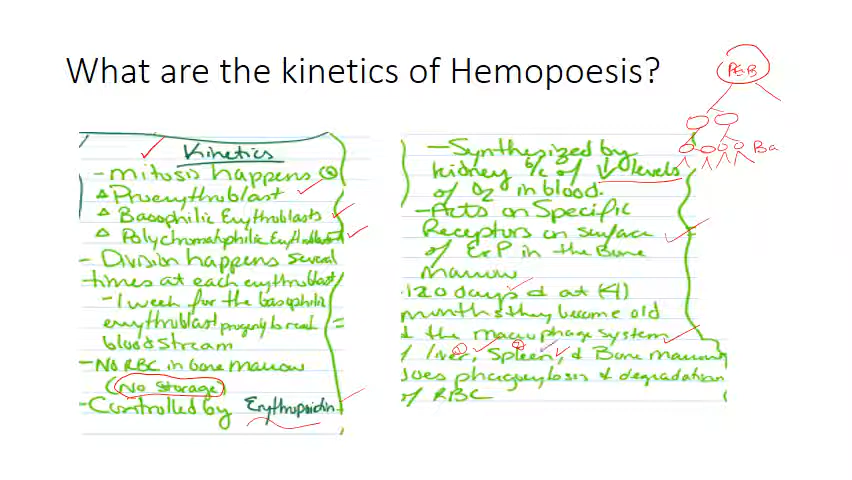 What are the kinetics of Hemopoesis?
PEB
Ba
Kinetics
- mitosis happens @
Δ Proerythroblast
Δ Basophilic Erythroblasts
Δ Polychromatophilic Erythroblast
- Division happens several
times at each erythroblast
- 1 week for the basophilic
erythroblast progeny to reach
bloodstream
- No RBC in bone marrow
(No storage)
- Controlled by Erythropoidin
- Synthesized by
kidney b/c of ↓ levels
of O2 in blood.
- Acts on Specific
Receptors on surface
of ErP in the Bone
Marrow
120 days at (4)
months they become old
the macrophage system
liver, Spleen, & Bone marrow
does phagocytosis & degradation
of RBC